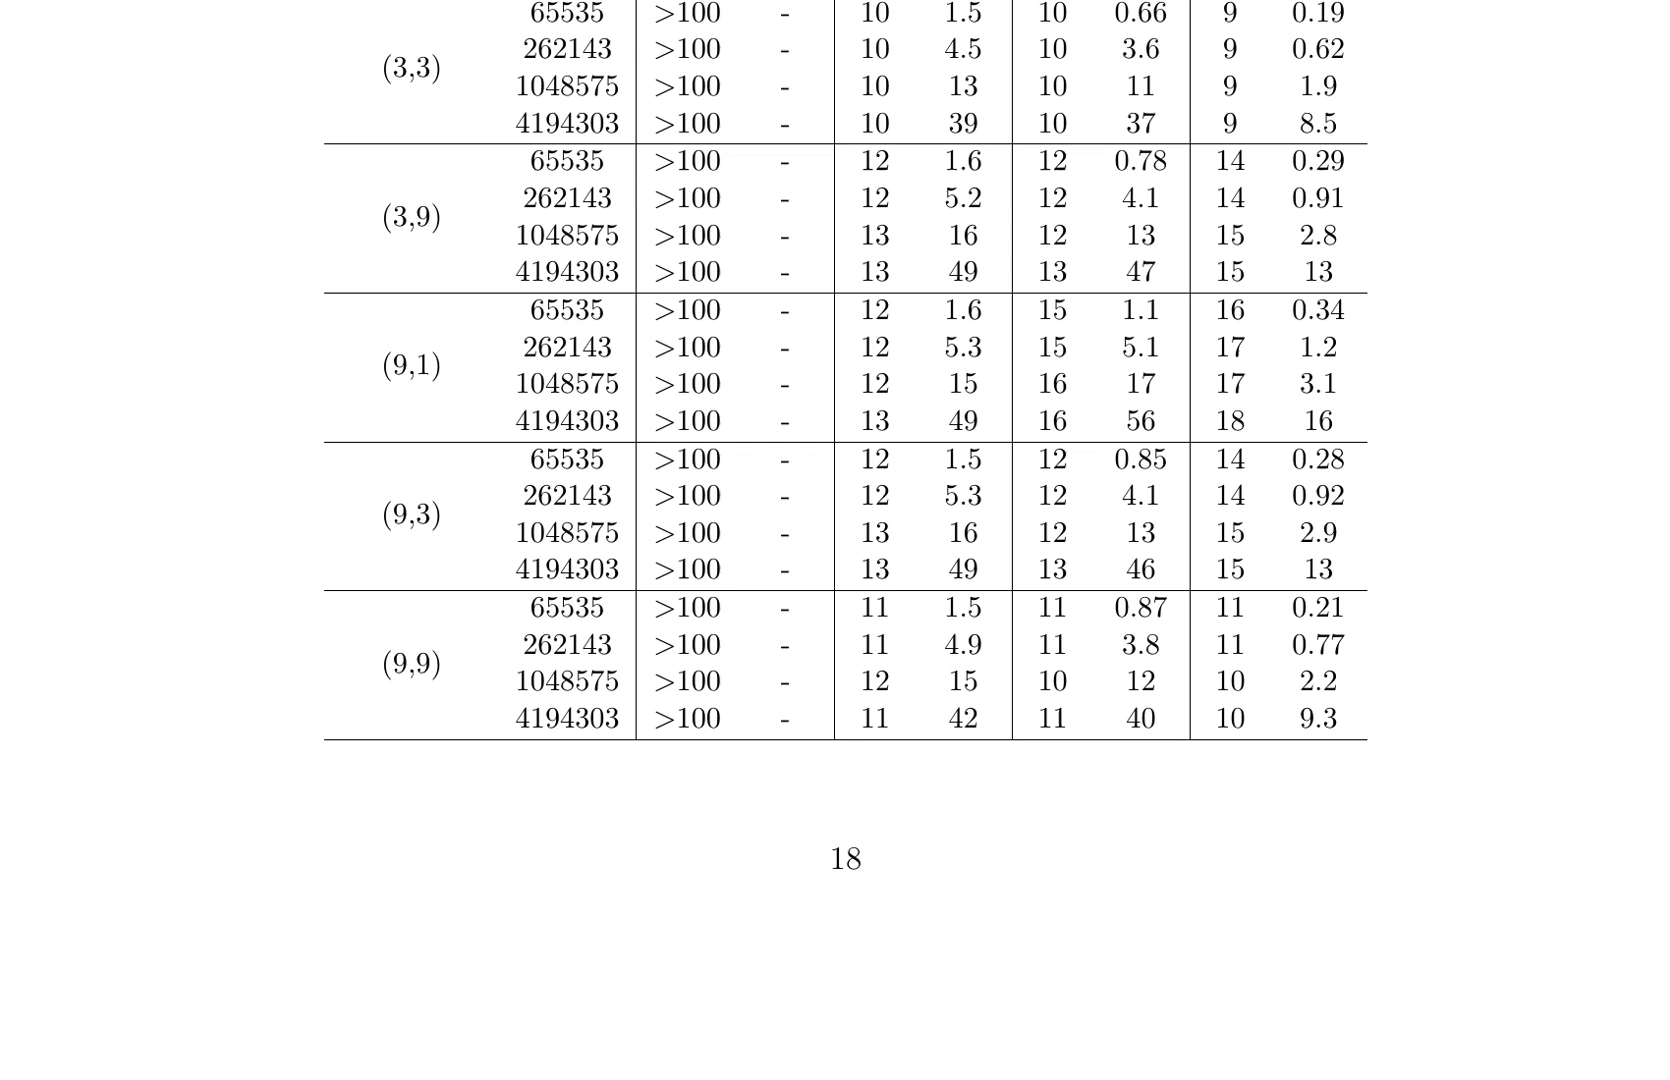 65535 >100 - 10 1.5 10 0.66 9 0.19
(3,3) 262143 >100 - 10 4.5 10 3.6 9 0.62
1048575 >100 - 10 13 10 11 9 1.9
4194303 >100 - 10 39 10 37 9 8.5
65535 >100 - 12 1.6 12 0.78 14 0.29
(3,9) 262143 >100 - 12 5.2 12 4.1 14 0.91
1048575 >100 - 13 16 12 13 15 2.8
4194303 >100 - 13 49 13 47 15 13
65535 >100 - 12 1.6 15 1.1 16 0.34
(9,1) 262143 >100 - 12 5.3 15 5.1 17 1.2
1048575 >100 - 12 15 16 17 17 3.1
4194303 >100 - 13 49 16 56 18 16
65535 >100 - 12 1.5 12 0.85 14 0.28
(9,3) 262143 >100 - 12 5.3 12 4.1 14 0.92
1048575 >100 - 13 16 12 13 15 2.9
4194303 >100 - 13 49 13 46 15 13
65535 >100 - 11 1.5 11 0.87 11 0.21
(9,9) 262143 >100 - 11 4.9 11 3.8 11 0.77
1048575 >100 - 12 15 10 12 10 2.2
4194303 >100 - 11 42 11 40 10 9.3
18